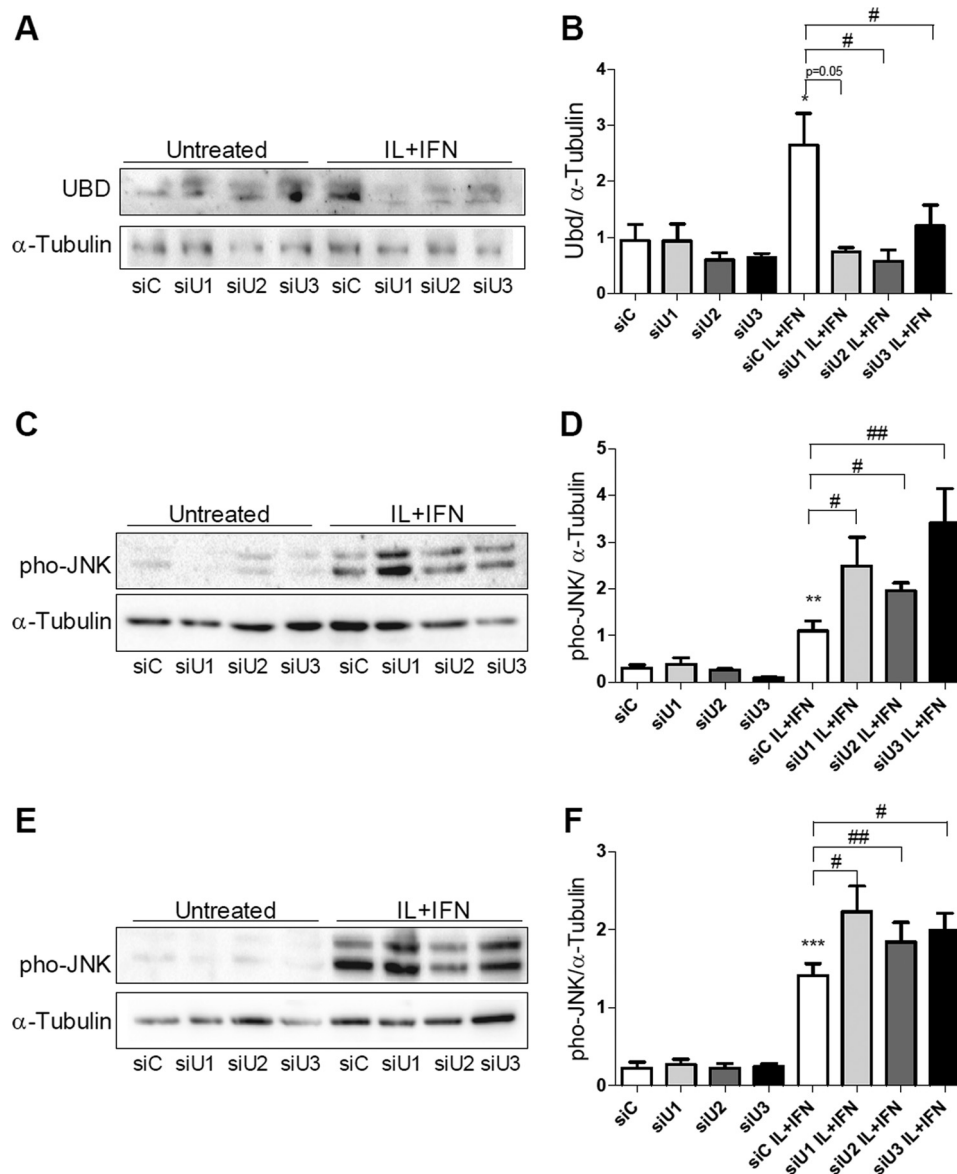 A
Untreated IL+IFN
UBD
α-Tubulin
siC siU1 siU2 siU3 siC siU1 siU2 siU3
B
#
#
p=0.05
*
Ubd/ α-Tubulin
4
3
2
1
0
siC siU1 siU2 siU3 siC IL+IFN siU1 IL+IFN siU2 IL+IFN siU3 IL+IFN
C
Untreated IL+IFN
pho-JNK
α-Tubulin
siC siU1 siU2 siU3 siC siU1 siU2 siU3
D
##
#
#
**
pho-JNK/ α-Tubulin
5
4
3
2
1
0
siC siU1 siU2 siU3 siC IL+IFN siU1 IL+IFN siU2 IL+IFN siU3 IL+IFN
E
Untreated IL+IFN
pho-JNK
α-Tubulin
siC siU1 siU2 siU3 siC siU1 siU2 siU3
F
#
##
#
***
pho-JNK/α-Tubulin
3
2
1
0
siC siU1 siU2 siU3 siC IL+IFN siU1 IL+IFN siU2 IL+IFN siU3 IL+IFN